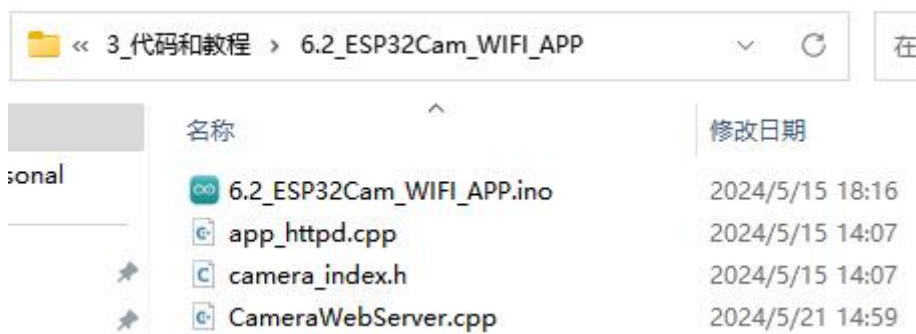 « 3_代码和教程 › 6.2_ESP32Cam_WIFI_APP 在
名称 修改日期
sonal
6.2_ESP32Cam_WIFI_APP.ino 2024/5/15 18:16
app_httpd.cpp 2024/5/15 14:07
camera_index.h 2024/5/15 14:07
CameraWebServer.cpp 2024/5/21 14:59